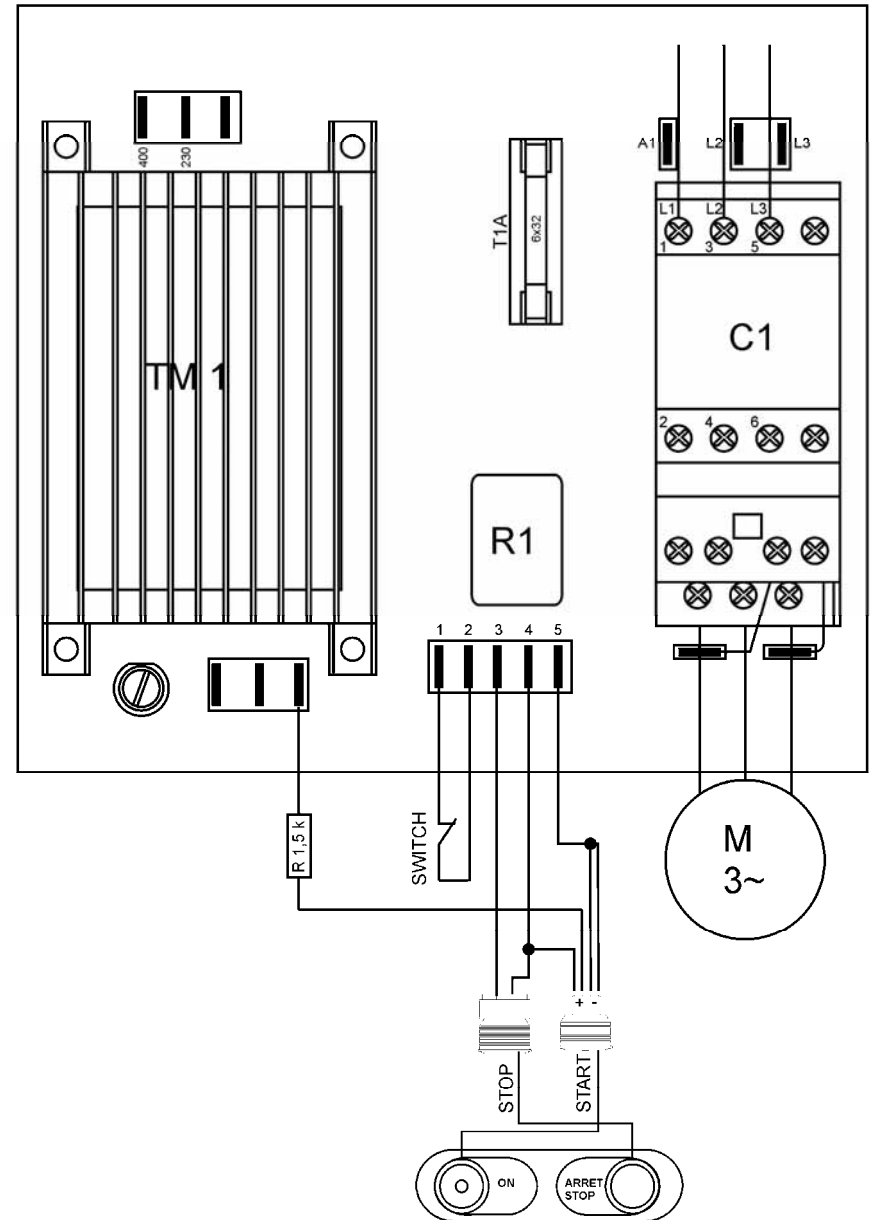 400 230
A1 L2 L3
T1A
6x32
L1 L2 L3
1 3 5
C1
TM 1
2 4 6
R1
1 2 3 4 5
R 1,5 k
SWITCH
M
3~
+ -
STOP
START
ON
ARRET
STOP